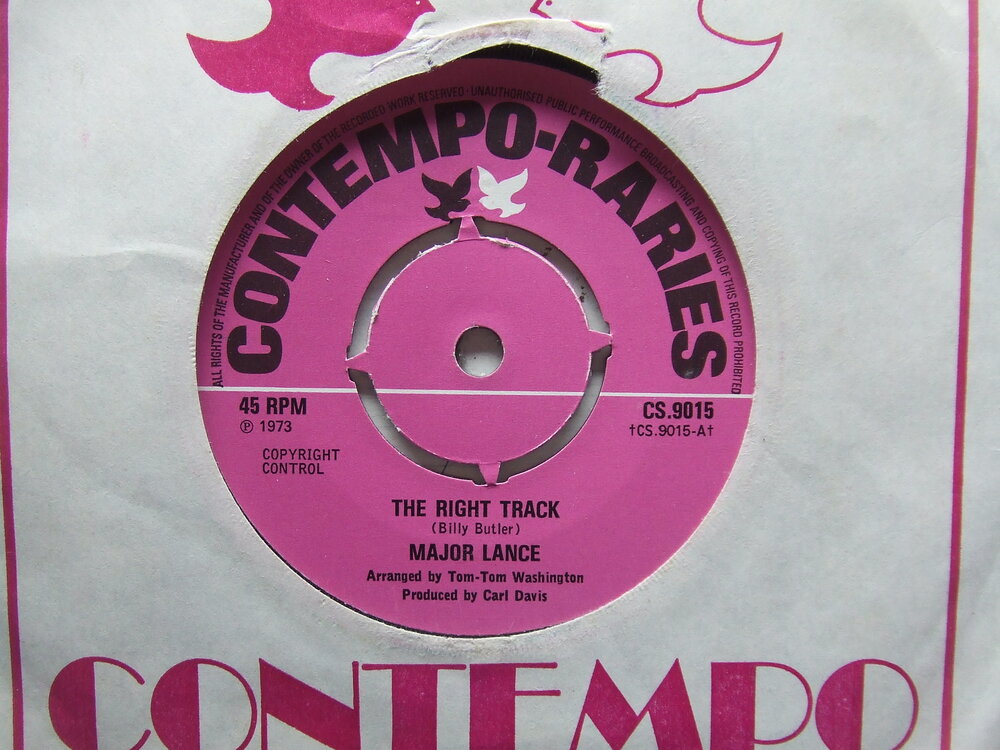 ALL RIGHTS OF THE MANUFACTURER AND OF THE OWNER OF THE RECORDED WORK RESERVED · UNAUTHORISED PUBLIC PERFORMANCE BROADCASTING AND COPYING OF THIS RECORD PROHIBITED
CONTEMPO-RARIES
45 RPM
℗ 1973
CS.9015
†CS.9015-A†
COPYRIGHT
CONTROL
THE RIGHT TRACK
(Billy Butler)
MAJOR LANCE
Arranged by Tom-Tom Washington
Produced by Carl Davis
CONTEMPO